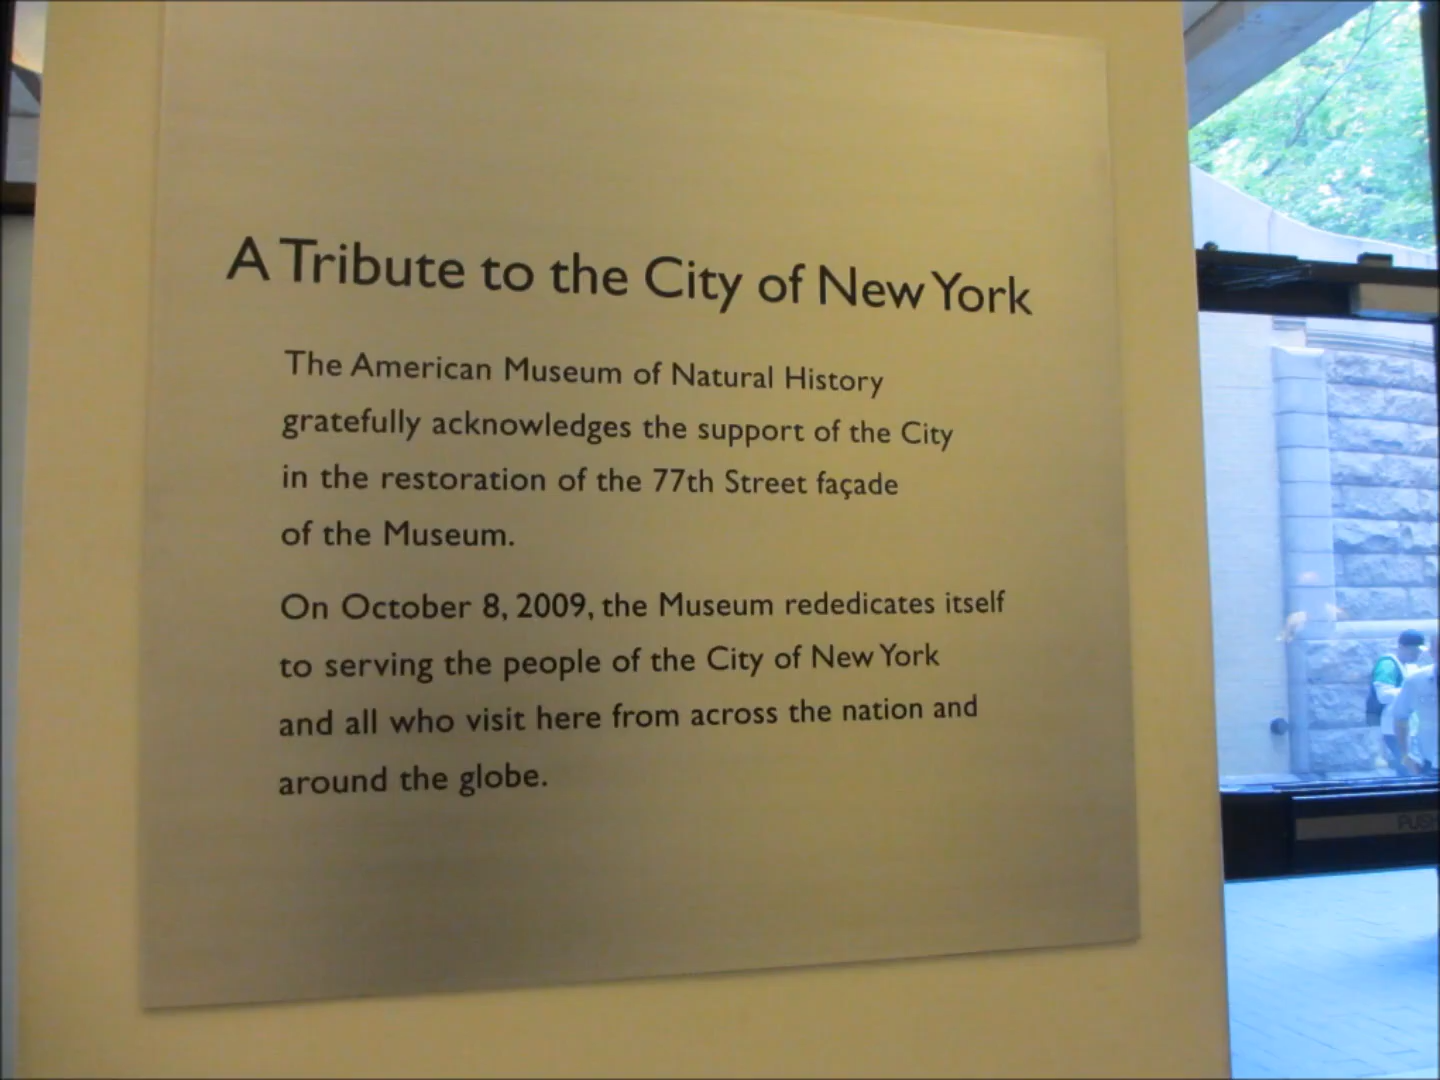 A Tribute to the City of New York
The American Museum of Natural History
gratefully acknowledges the support of the City
in the restoration of the 77th Street façade
of the Museum.
On October 8, 2009, the Museum rededicates itself
to serving the people of the City of New York
and all who visit here from across the nation and
around the globe.
PUSH